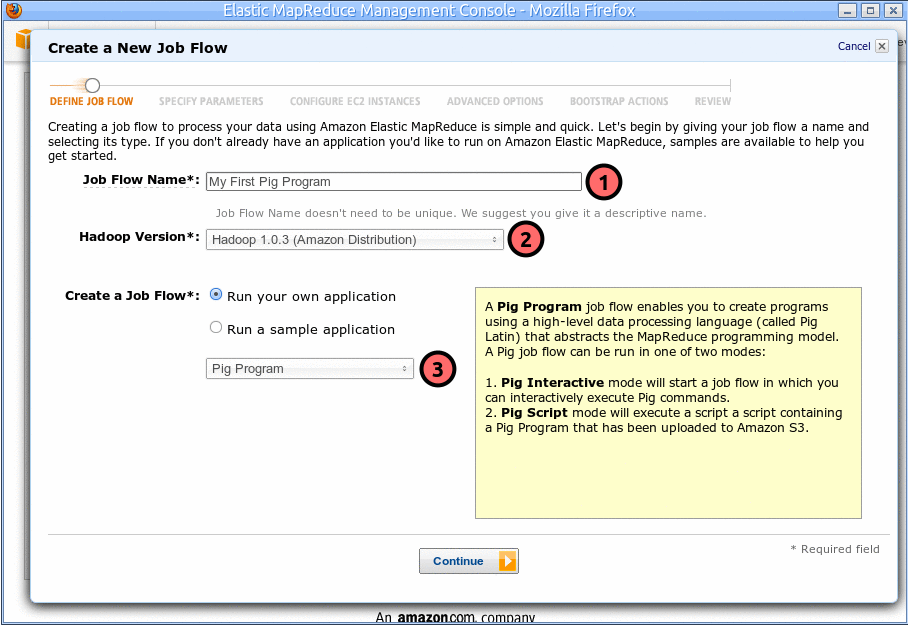 Elastic MapReduce Management Console - Mozilla Firefox
Create a New Job Flow
Cancel
DEFINE JOB FLOW SPECIFY PARAMETERS CONFIGURE EC2 INSTANCES ADVANCED OPTIONS BOOTSTRAP ACTIONS REVIEW
Creating a job flow to process your data using Amazon Elastic MapReduce is simple and quick. Let's begin by giving your job flow a name and
selecting its type. If you don't already have an application you'd like to run on Amazon Elastic MapReduce, samples are available to help you
get started.
Job Flow Name*: My First Pig Program 1
Job Flow Name doesn't need to be unique. We suggest you give it a descriptive name.
Hadoop Version*: Hadoop 1.0.3 (Amazon Distribution) 2
Create a Job Flow*: Run your own application
Run a sample application
Pig Program 3
A Pig Program job flow enables you to create programs
using a high-level data processing language (called Pig
Latin) that abstracts the MapReduce programming model.
A Pig job flow can be run in one of two modes:
1. Pig Interactive mode will start a job flow in which you
can interactively execute Pig commands.
2. Pig Script mode will execute a script a script containing
a Pig Program that has been uploaded to Amazon S3.
* Required field
Continue
An amazon.com. company